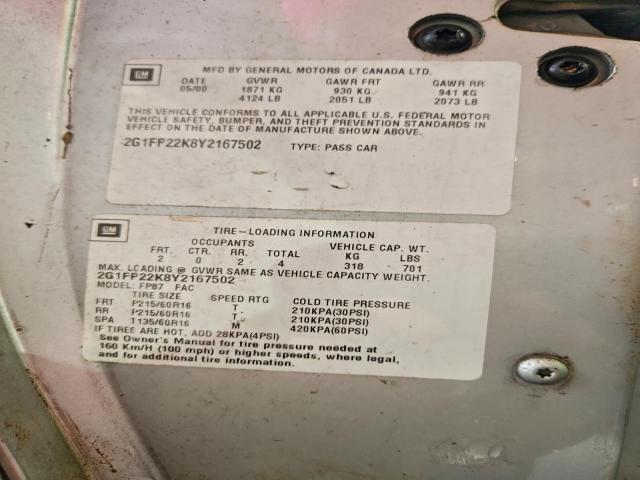 GM
MFD BY GENERAL MOTORS OF CANADA LTD.
DATE GVWR GAWR FRT GAWR RR
05/00 1871 KG 930 KG 941 KG
4124 LB 2051 LB 2073 LB
THIS VEHICLE CONFORMS TO ALL APPLICABLE U.S. FEDERAL MOTOR
VEHICLE SAFETY, BUMPER, AND THEFT PREVENTION STANDARDS IN
EFFECT ON THE DATE OF MANUFACTURE SHOWN ABOVE.
2G1FP22K8Y2167502 TYPE: PASS CAR
GM
TIRE-LOADING INFORMATION
OCCUPANTS VEHICLE CAP. WT.
FRT. CTR. RR. TOTAL KG LBS
2 0 2 4 318 701
MAX. LOADING @ GVWR SAME AS VEHICLE CAPACITY WEIGHT.
2G1FP22K8Y2167502
MODEL: FP87 FAC
TIRE SIZE SPEED RTG COLD TIRE PRESSURE
FRT P215/60R16 T 210KPA(30PSI)
RR P215/60R16 T 210KPA(30PSI)
SPA T135/60R16 M 420KPA(60PSI)
IF TIRES ARE HOT, ADD 28KPA(4PSI)
See Owner's Manual for tire pressure needed at
160 Km/H (100 mph) or higher speeds, where legal,
and for additional tire information.